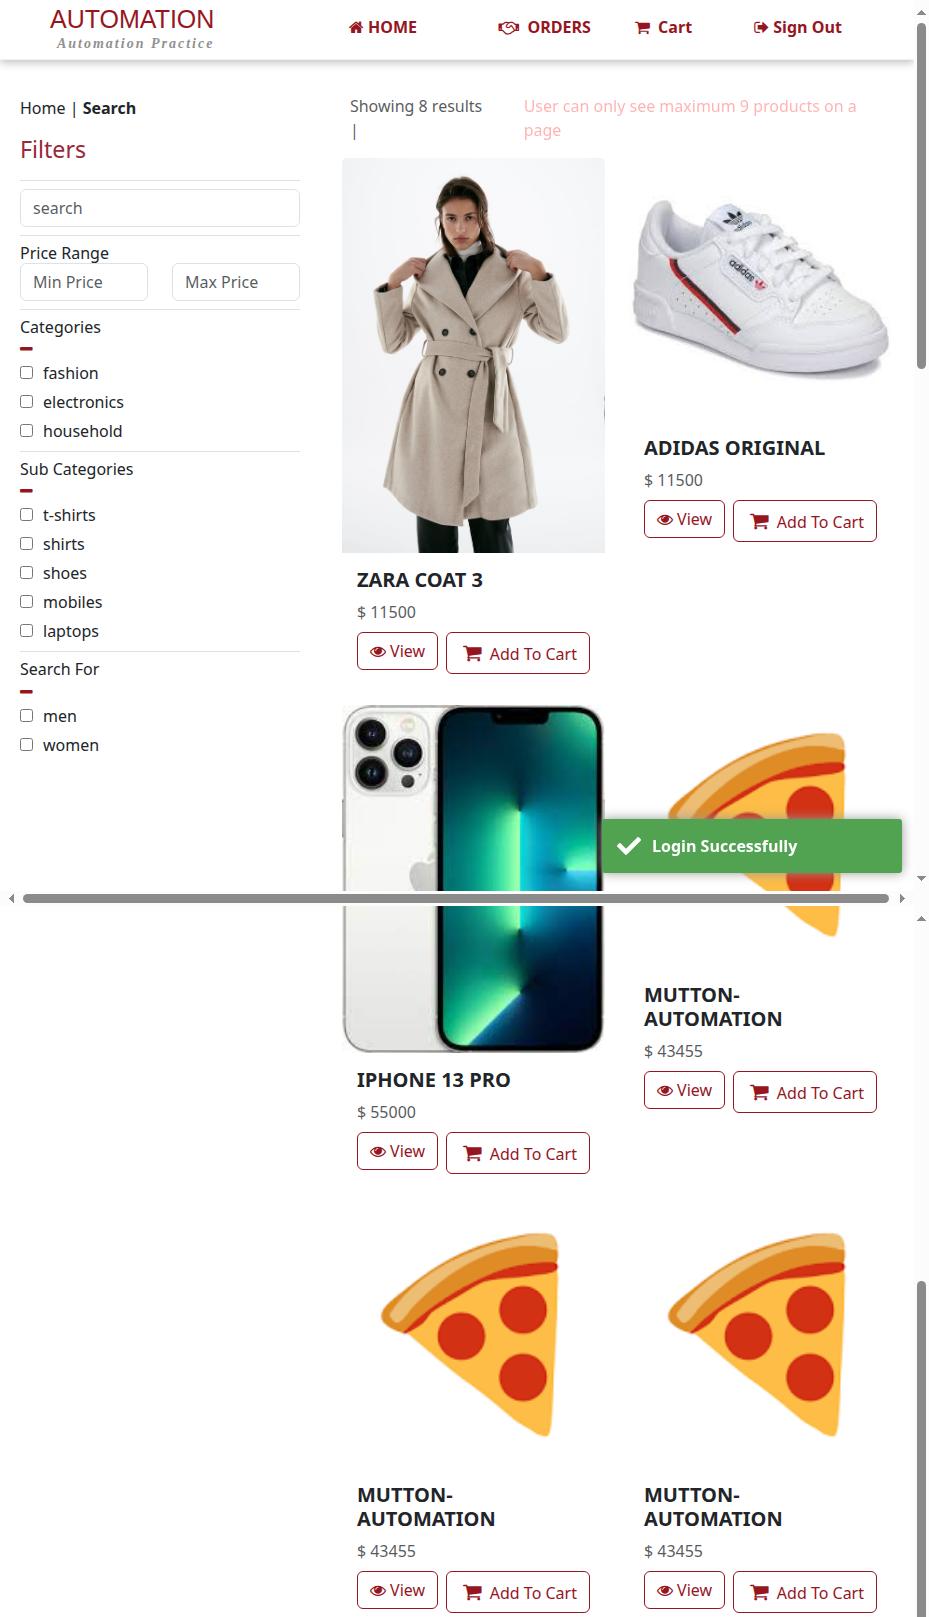 AUTOMATION
Automation Practice
HOME
ORDERS
Cart
Sign Out
Home | Search
Filters
search
Price Range
Min Price
Max Price
Categories
fashion
electronics
household
Sub Categories
t-shirts
shirts
shoes
mobiles
laptops
Search For
men
women
Showing 8 results
|
User can only see maximum 9 products on a
page
adidas
ZARA COAT 3
$ 11500
View
Add To Cart
ADIDAS ORIGINAL
$ 11500
View
Add To Cart
Login Successfully
IPHONE 13 PRO
$ 55000
View
Add To Cart
MUTTON-
AUTOMATION
$ 43455
View
Add To Cart
MUTTON-
AUTOMATION
$ 43455
View
Add To Cart
MUTTON-
AUTOMATION
$ 43455
View
Add To Cart